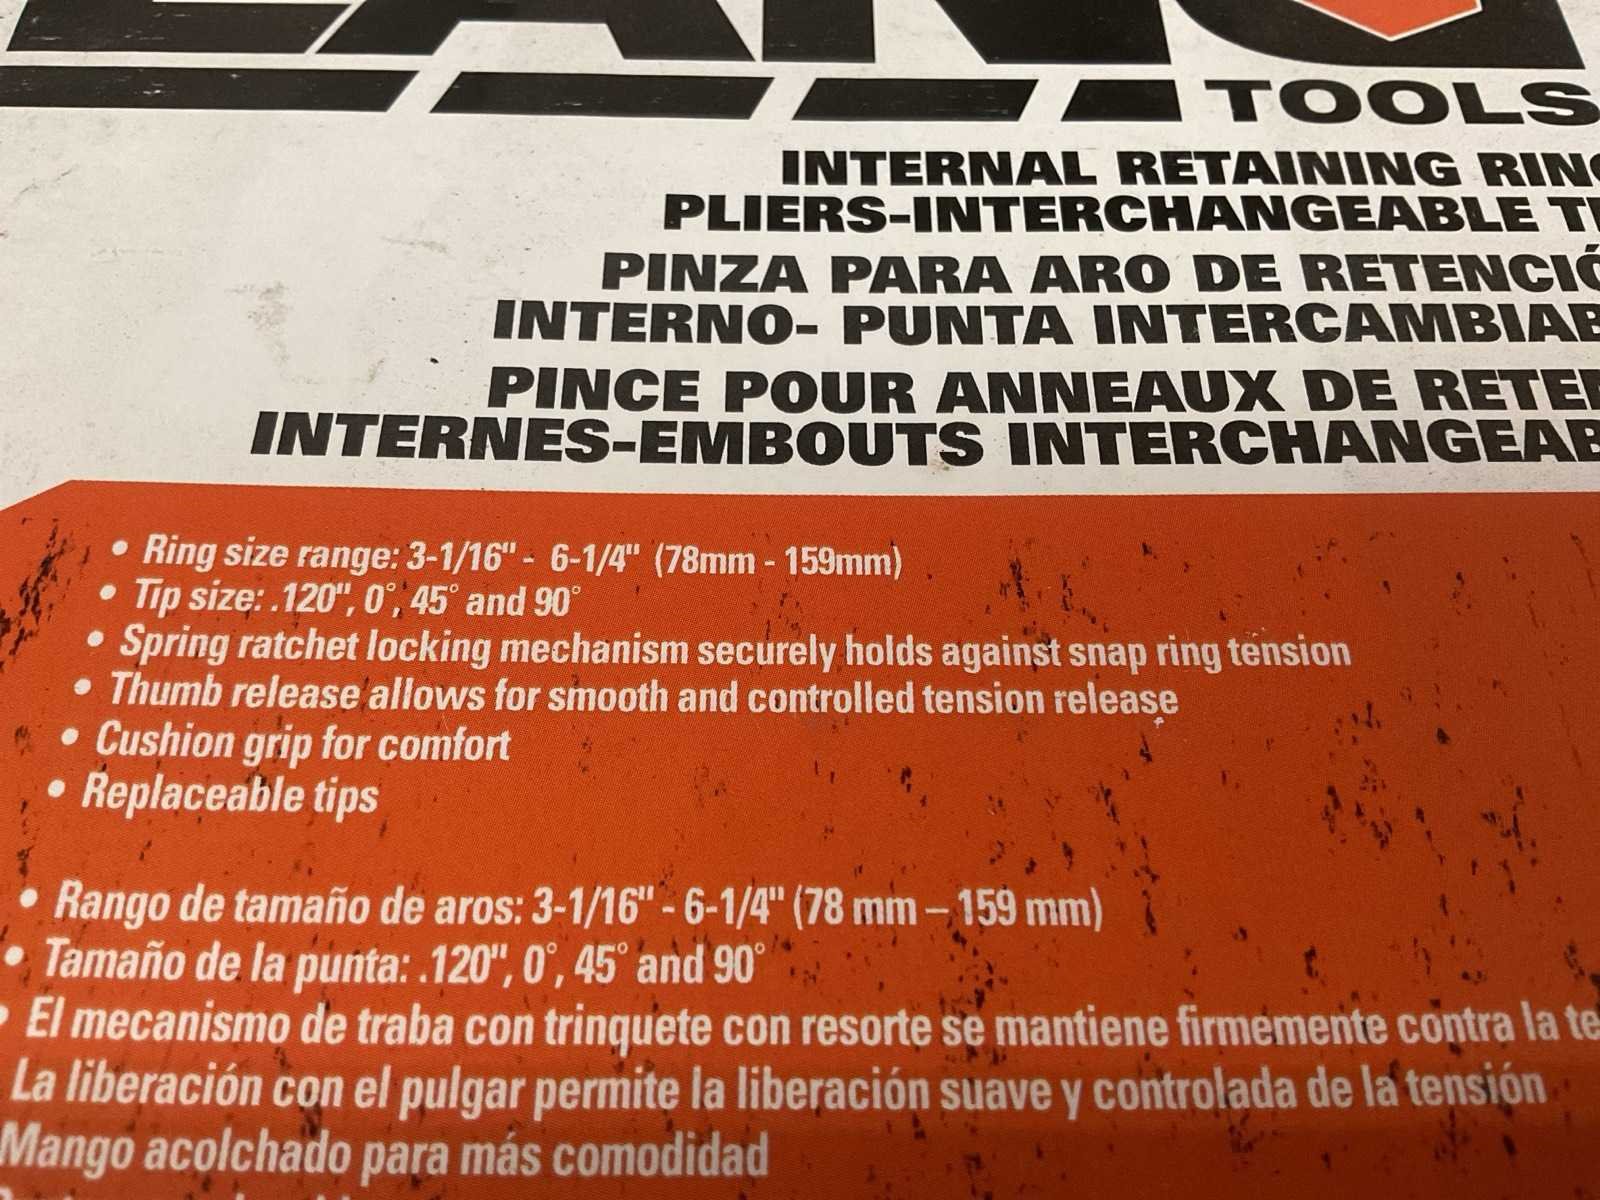 LANG
TOOLS
INTERNAL RETAINING RING
PLIERS-INTERCHANGEABLE TI
PINZA PARA ARO DE RETENCIÓ
INTERNO- PUNTA INTERCAMBIAB
PINCE POUR ANNEAUX DE RETEN
INTERNES-EMBOUTS INTERCHANGEAB
• Ring size range: 3-1/16" - 6-1/4" (78mm - 159mm)
• Tip size: .120", 0°, 45° and 90°
• Spring ratchet locking mechanism securely holds against snap ring tension
• Thumb release allows for smooth and controlled tension release
• Cushion grip for comfort
• Replaceable tips
• Rango de tamaño de aros: 3-1/16" - 6-1/4" (78 mm – 159 mm)
• Tamaño de la punta: .120", 0°, 45° and 90°
• El mecanismo de traba con trinquete con resorte se mantiene firmemente contra la te
La liberación con el pulgar permite la liberación suave y controlada de la tensión
Mango acolchado para más comodidad